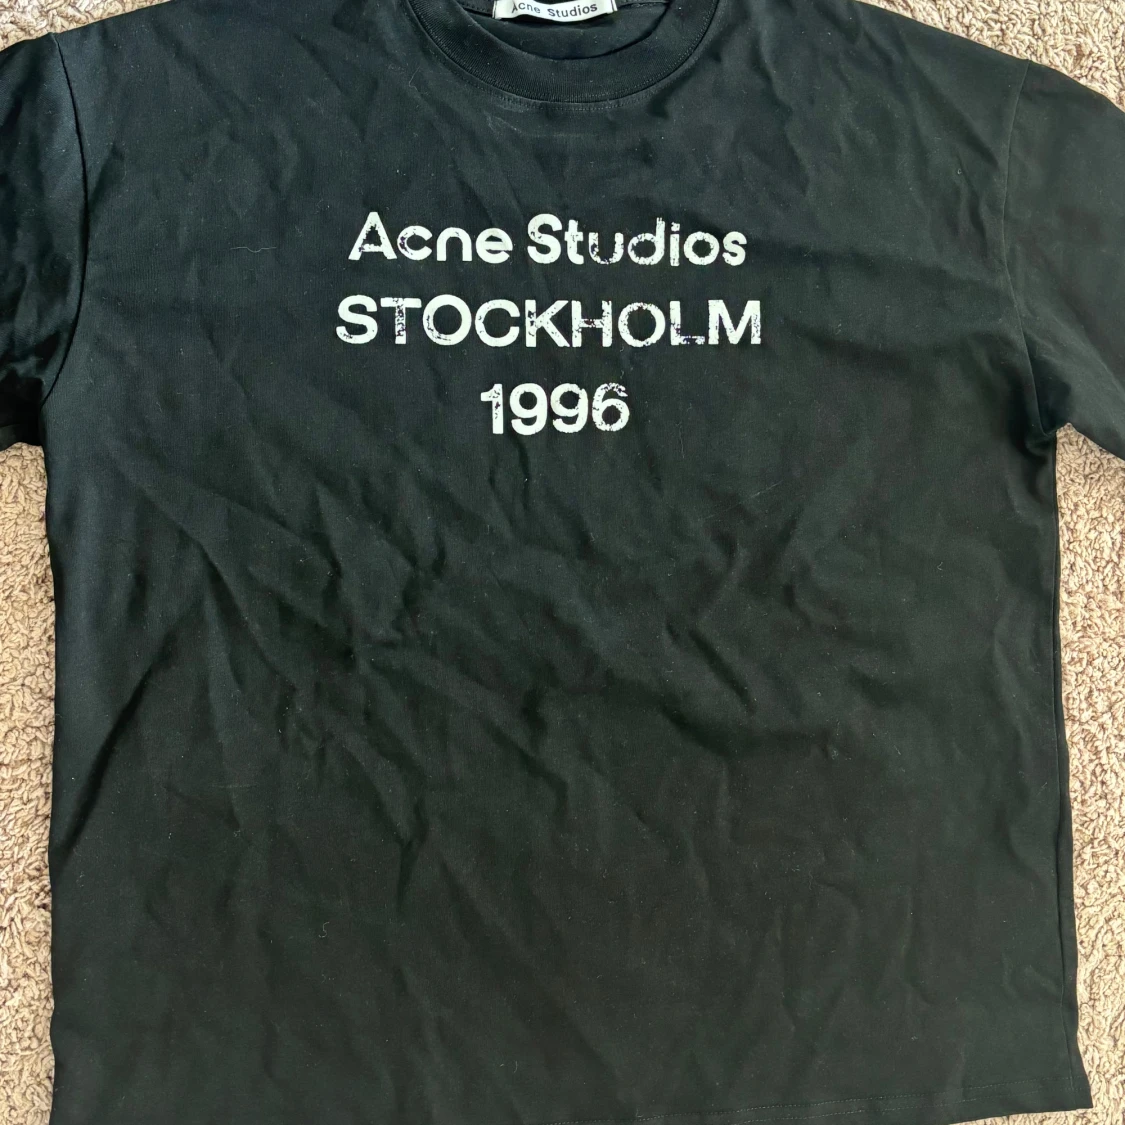 Acne Studios
Acne Studios
STOCKHOLM
1996